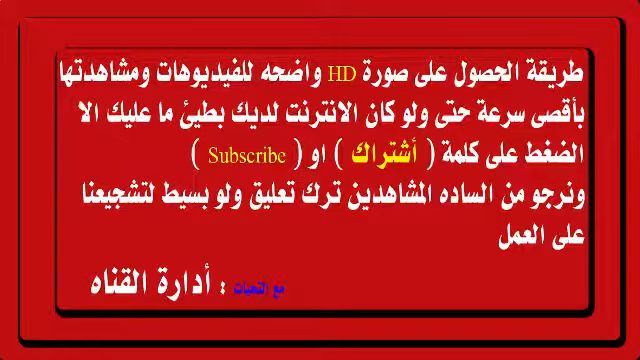 طريقة الحصول على صورة HD واضحه للفيديوهات ومشاهدتها
بأقصى سرعة حتى ولو كان الانترنت لديك بطيئ ما عليك الا
الضغط على كلمة ( أشتراك ) او ( Subscribe )
ونرجو من الساده المشاهدين ترك تعليق ولو بسيط لتشجيعنا
على العمل
مع التحيات : أدارة القناه